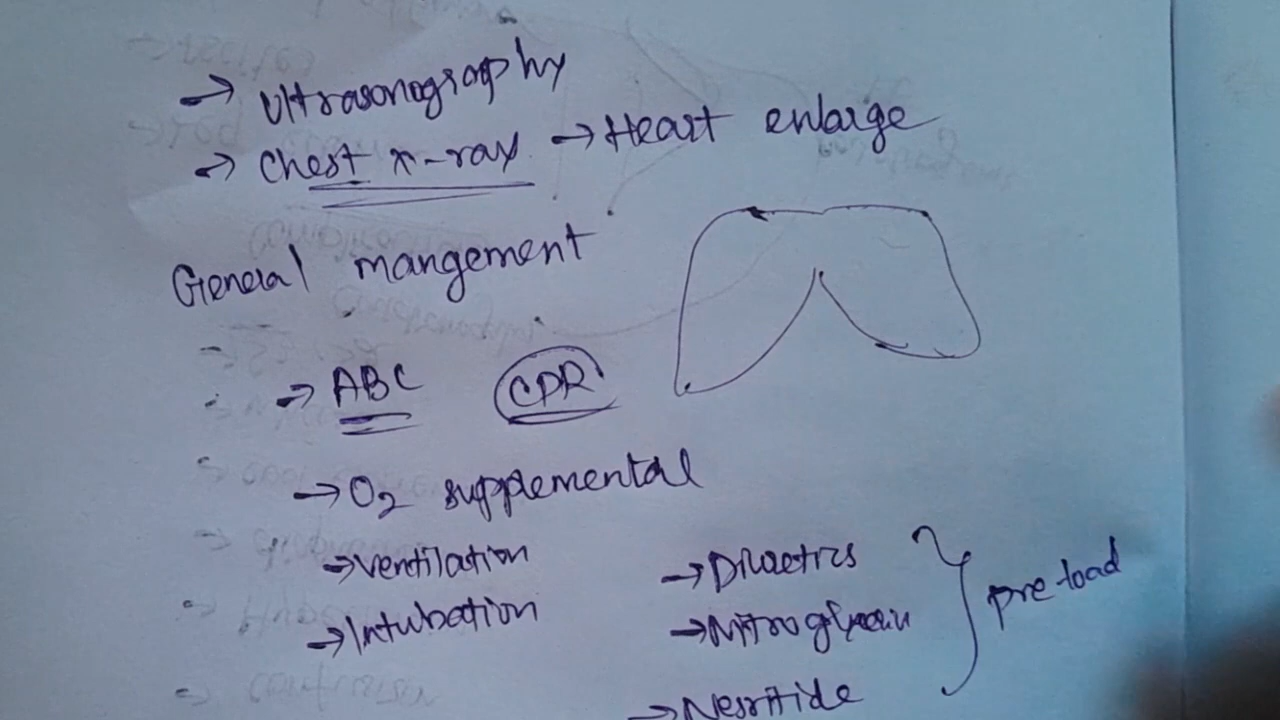 → Ultrasonography
→ Chest x-ray → Heart enlarge
General mangement
→ ABC CPR
→ O2 supplemental
→ ventilation
→ Intubation
→ Diuretics
→ Nitroglycerin
→ Nesritide
pre load